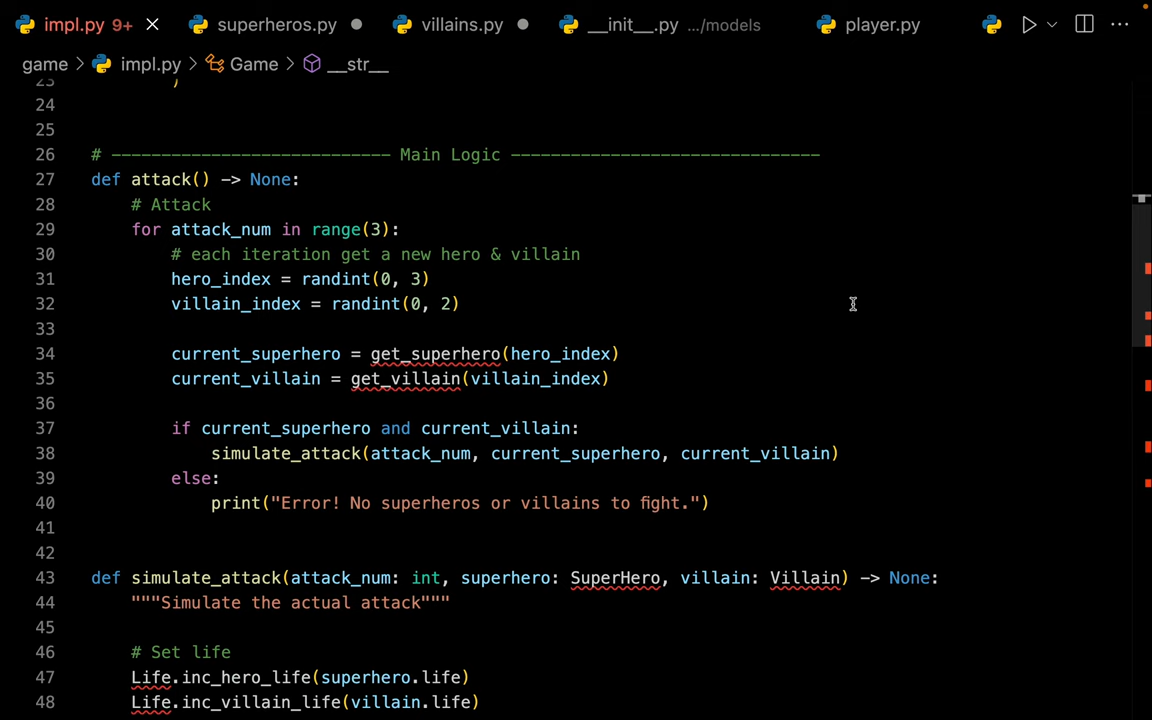 impl.py 9+ superheros.py villains.py __init__.py .../models player.py
game > impl.py > Game > __str__
23 )
24
25
26 # ---------------------------- Main Logic -------------------------------
27 def attack() -> None:
28 # Attack
29 for attack_num in range(3):
30 # each iteration get a new hero & villain
31 hero_index = randint(0, 3)
32 villain_index = randint(0, 2)
33
34 current_superhero = get_superhero(hero_index)
35 current_villain = get_villain(villain_index)
36
37 if current_superhero and current_villain:
38 simulate_attack(attack_num, current_superhero, current_villain)
39 else:
40 print("Error! No superheros or villains to fight.")
41
42
43 def simulate_attack(attack_num: int, superhero: SuperHero, villain: Villain) -> None:
44 """Simulate the actual attack"""
45
46 # Set life
47 Life.inc_hero_life(superhero.life)
48 Life.inc_villain_life(villain.life)